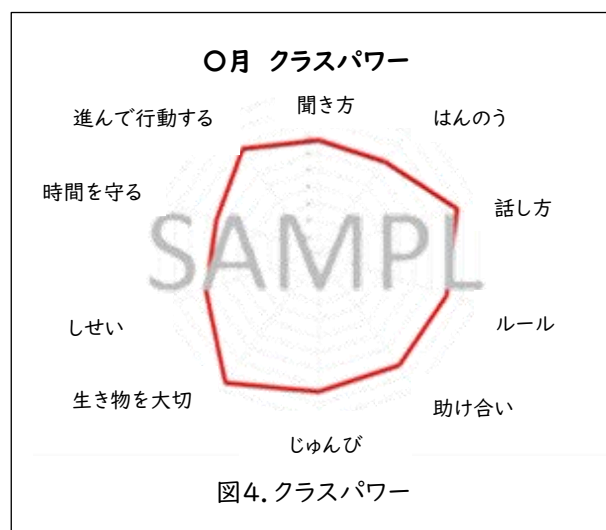 〇月 クラスパワー
聞き方
はんのう
話し方
ルール
助け合い
じゅんび
生き物を大切
しせい
時間を守る
進んで行動する
SAMPL
図4.クラスパワー